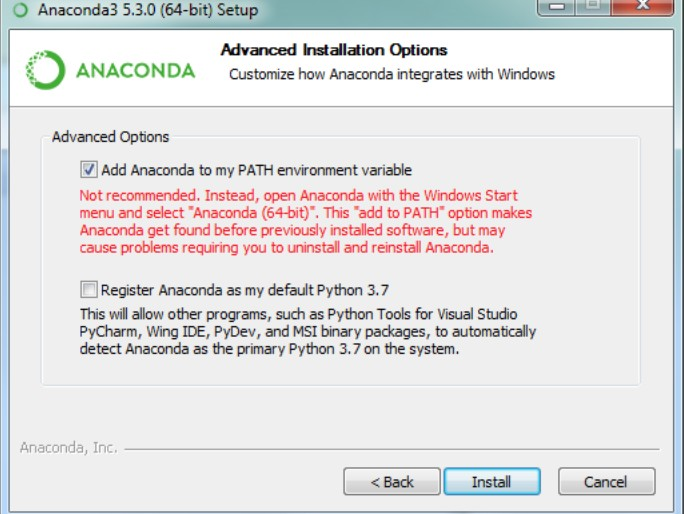 Anaconda3 5.3.0 (64-bit) Setup
ANACONDA
Advanced Installation Options
Customize how Anaconda integrates with Windows
Advanced Options
Add Anaconda to my PATH environment variable
Not recommended. Instead, open Anaconda with the Windows Start
menu and select "Anaconda (64-bit)". This "add to PATH" option makes
Anaconda get found before previously installed software, but may
cause problems requiring you to uninstall and reinstall Anaconda.
Register Anaconda as my default Python 3.7
This will allow other programs, such as Python Tools for Visual Studio
PyCharm, Wing IDE, PyDev, and MSI binary packages, to automatically
detect Anaconda as the primary Python 3.7 on the system.
Anaconda, Inc.
< Back
Install
Cancel